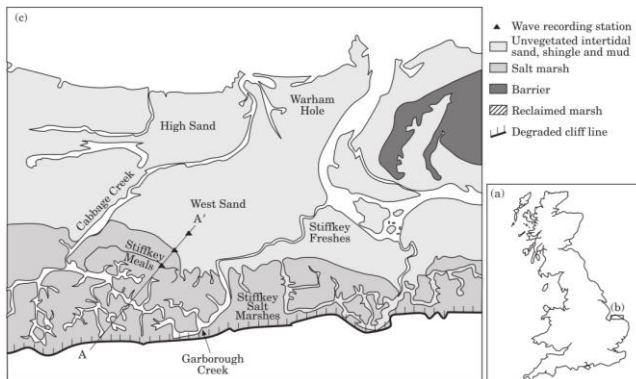 (c)
High Sand
Warham
Hole
Cabbage Creek
West Sand
A′
Stiffkey
Meals
Stiffkey
Freshes
Stiffkey
Salt
Marshes
A
Garborough
Creek
Wave recording station
Unvegetated intertidal
sand, shingle and mud
Salt marsh
Barrier
Reclaimed marsh
Degraded cliff line
(a)
(b)